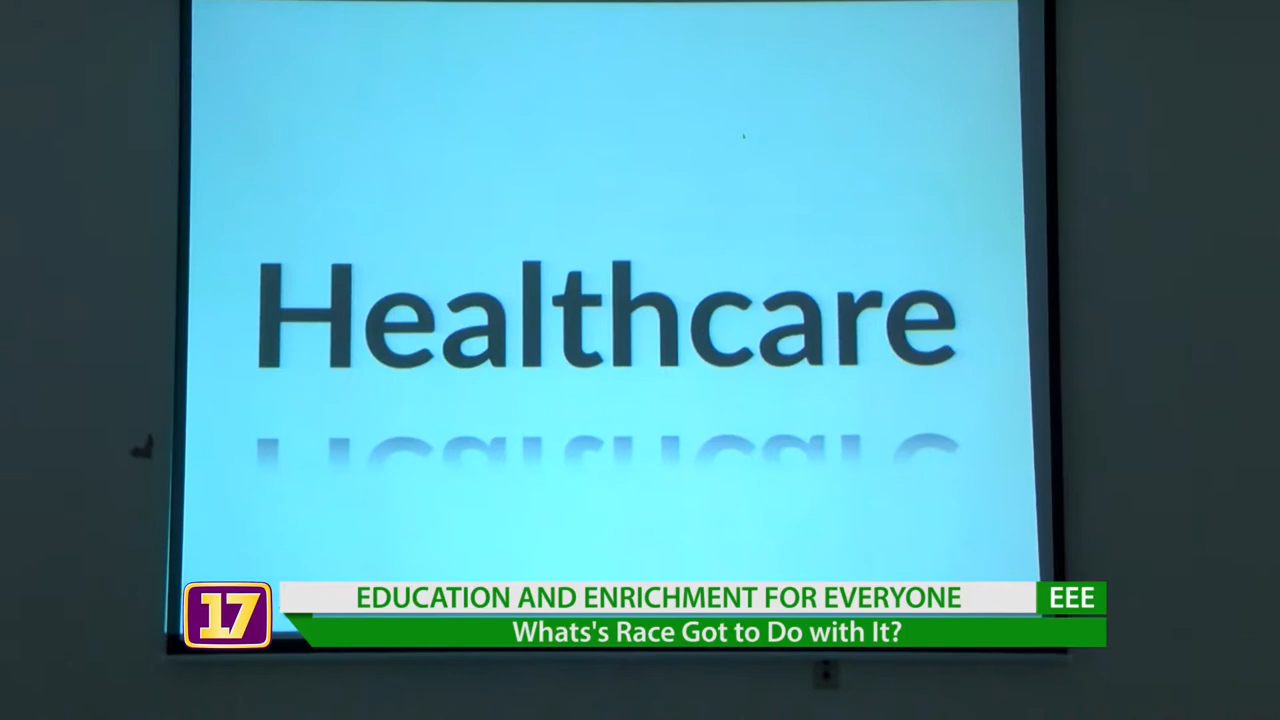 Healthcare
17
EDUCATION AND ENRICHMENT FOR EVERYONE EEE
Whats's Race Got to Do with It?